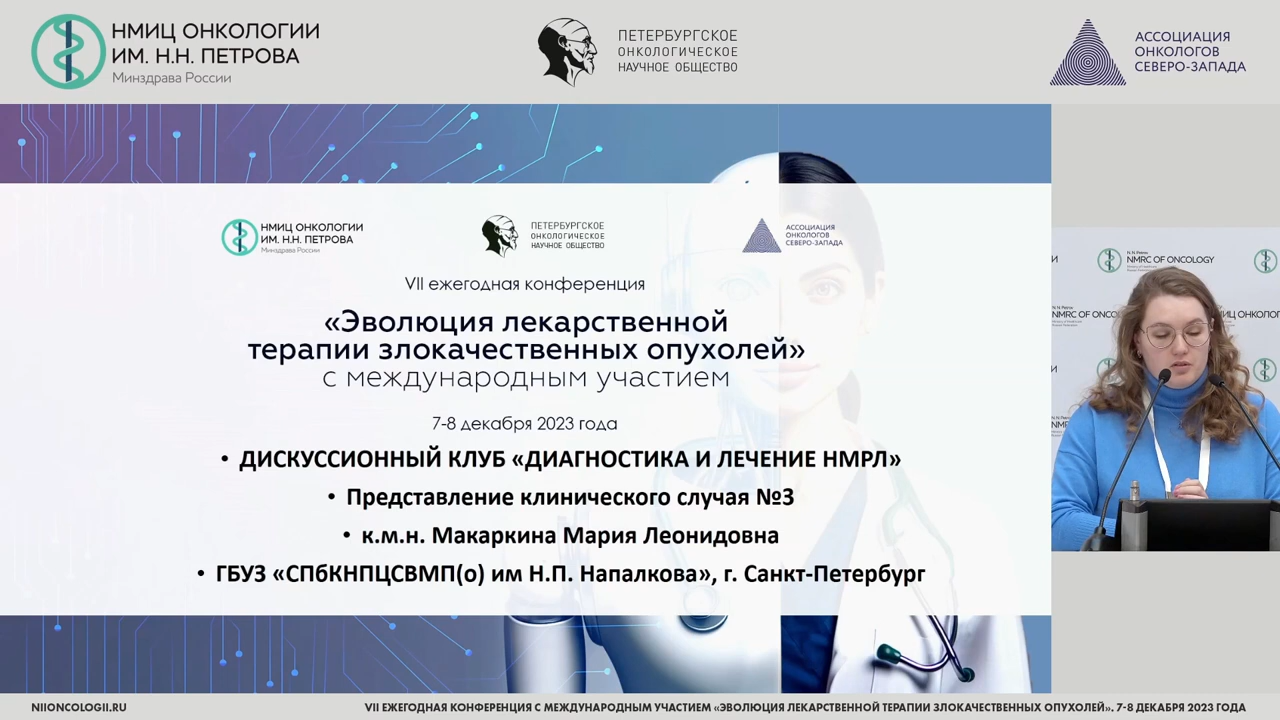 НМИЦ ОНКОЛОГИИ
ИМ. Н.Н. ПЕТРОВА
Минздрава России
ПЕТЕРБУРГСКОЕ
ОНКОЛОГИЧЕСКОЕ
НАУЧНОЕ ОБЩЕСТВО
АССОЦИАЦИЯ
ОНКОЛОГОВ
СЕВЕРО-ЗАПАДА
НМИЦ ОНКОЛОГИИ
ИМ. Н.Н. ПЕТРОВА
Минздрава России
ПЕТЕРБУРГСКОЕ
ОНКОЛОГИЧЕСКОЕ
НАУЧНОЕ ОБЩЕСТВО
АССОЦИАЦИЯ
ОНКОЛОГОВ
СЕВЕРО-ЗАПАДА
VII ежегодная конференция
«Эволюция лекарственной
терапии злокачественных опухолей»
с международным участием
7-8 декабря 2023 года
• ДИСКУССИОННЫЙ КЛУБ «ДИАГНОСТИКА И ЛЕЧЕНИЕ НМРЛ»
• Представление клинического случая №3
• к.м.н. Макаркина Мария Леонидовна
• ГБУЗ «СПбКНПЦСВМП(о) им Н.П. Напалкова», г. Санкт-Петербург
N.N. Petrov
NMRC OF ONCOLOGY
NMRC OF ONCO
NIIONCOLOGII.RU
VII ЕЖЕГОДНАЯ КОНФЕРЕНЦИЯ С МЕЖДУНАРОДНЫМ УЧАСТИЕМ «ЭВОЛЮЦИЯ ЛЕКАРСТВЕННОЙ ТЕРАПИИ ЗЛОКАЧЕСТВЕННЫХ ОПУХОЛЕЙ». 7-8 ДЕКАБРЯ 2023 ГОДА